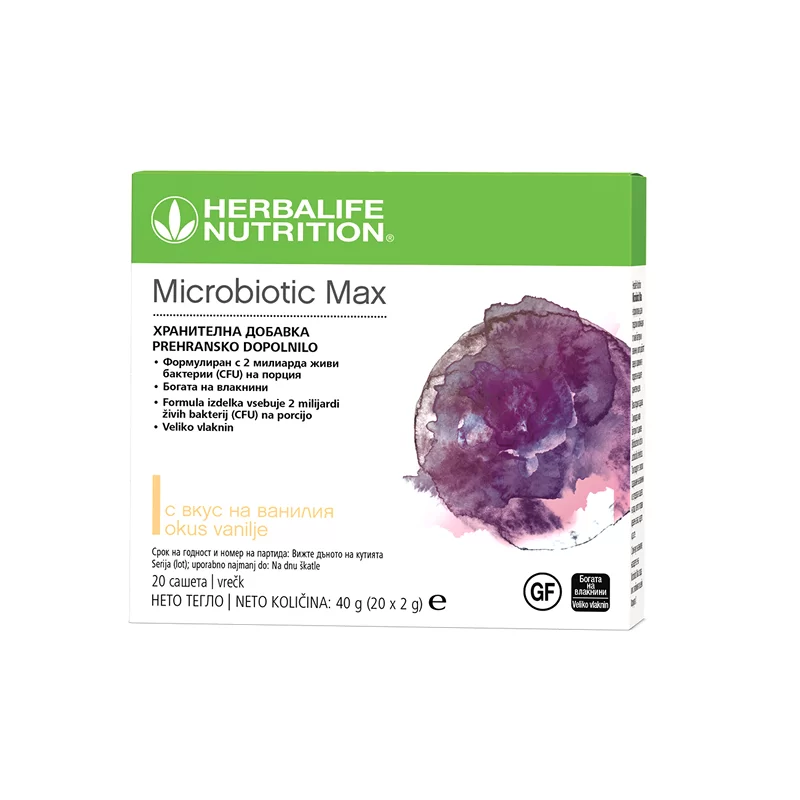 HERBALIFE
NUTRITION®
Microbiotic Max
ХРАНИТЕЛНА ДОБАВКА
PREHRANSKO DOPOLNILO
• Формулиран с 2 милиарда живи
бактерии (CFU) на порция
• Богата на влакнини
• Formula izdelka vsebuje 2 milijardi
živih bakterij (CFU) na porcijo
• Veliko vlaknin
с вкус на ванилия
okus vanilje
Срок на годност и номер на партида: Вижте дъното на кутията
Serija (lot); uporabno najmanj do: Na dnu škatle
20 сашета | vrečk
НЕТО ТЕГЛО | NETO KOLIČINA: 40 g (20 x 2 g) e
GF
Богата
на
влакнини
Veliko vlaknin